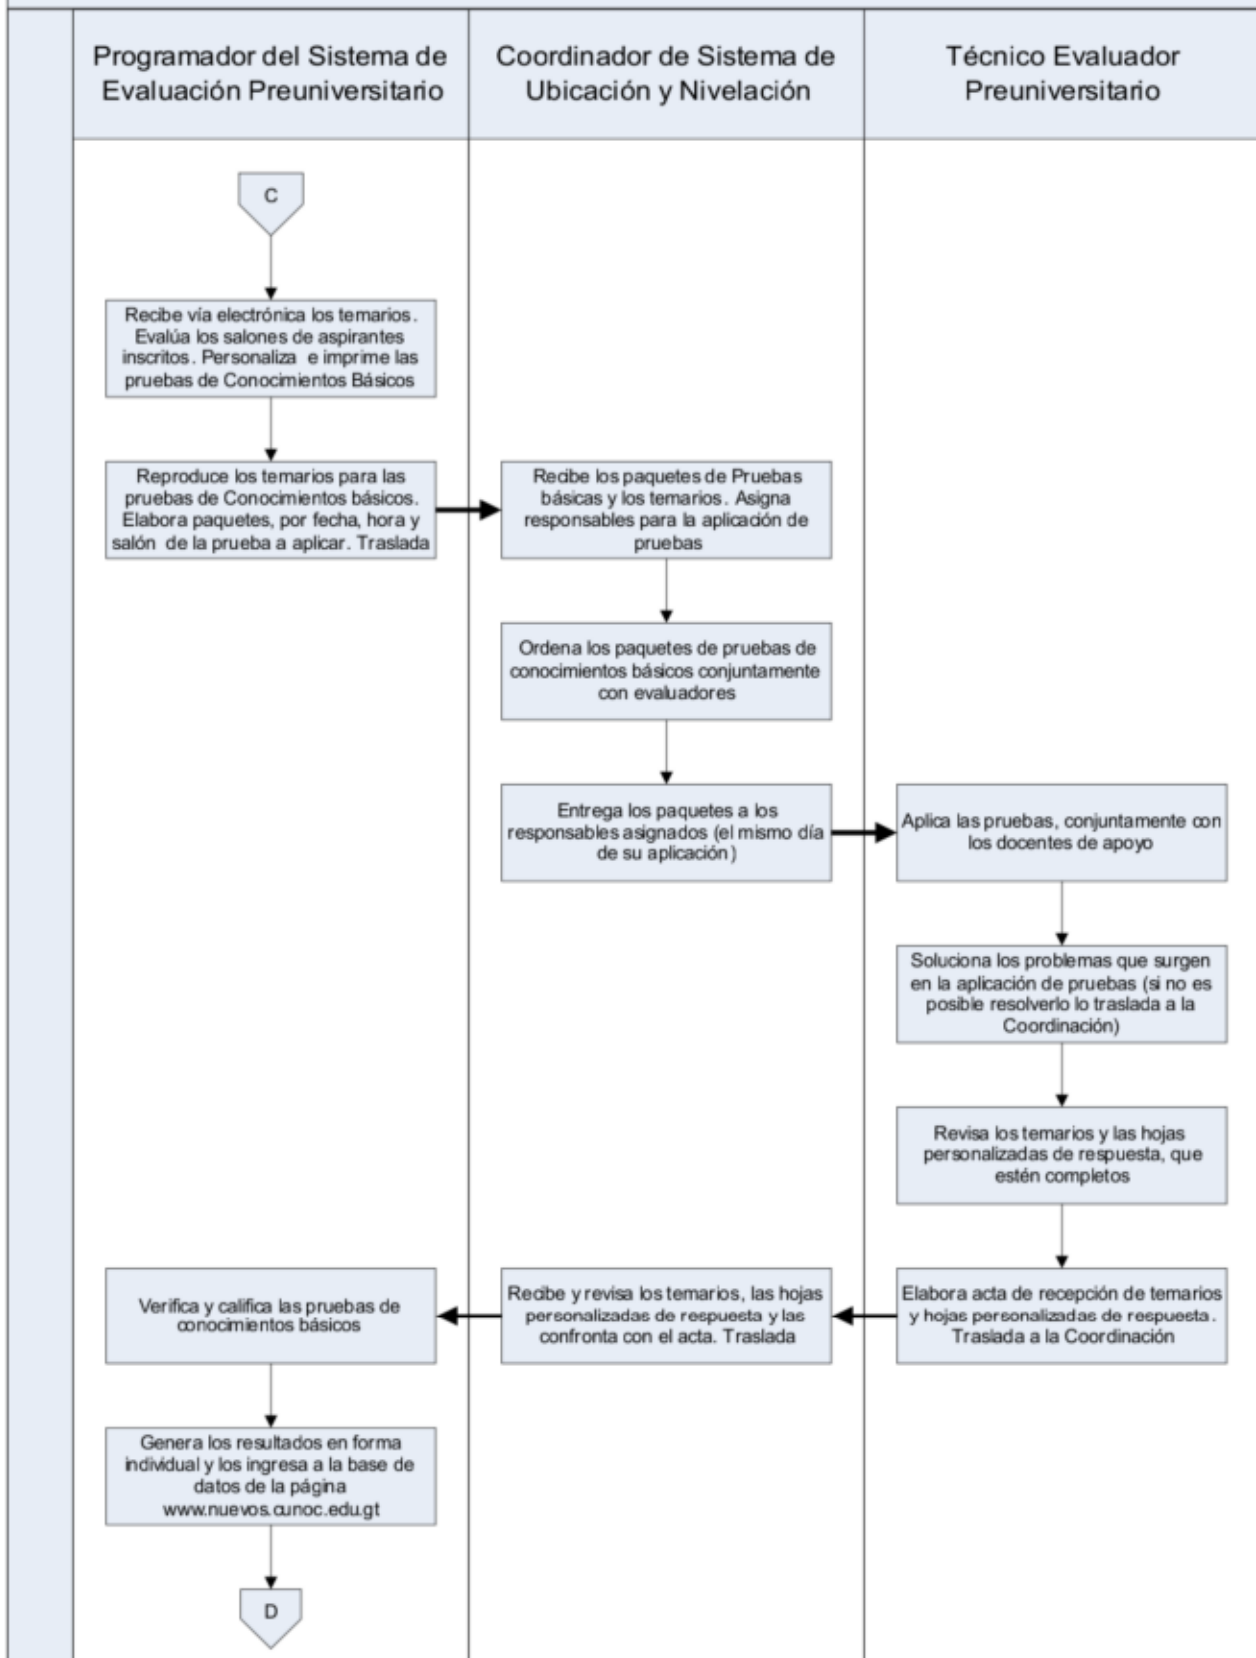 Programador del Sistema de
Evaluación Preuniversitario
Coordinador de Sistema de
Ubicación y Nivelación
Técnico Evaluador
Preuniversitario
C
Recibe vía electrónica los temarios.
Evalúa los salones de aspirantes
inscritos. Personaliza e imprime las
pruebas de Conocimientos Básicos
Reproduce los temarios para las
pruebas de Conocimientos básicos.
Elabora paquetes, por fecha, hora y
salón de la prueba a aplicar. Traslada
Recibe los paquetes de Pruebas
básicas y los temarios. Asigna
responsables para la aplicación de
pruebas
Ordena los paquetes de pruebas de
conocimientos básicos conjuntamente
con evaluadores
Entrega los paquetes a los
responsables asignados (el mismo día
de su aplicación)
Aplica las pruebas, conjuntamente con
los docentes de apoyo
Soluciona los problemas que surgen
en la aplicación de pruebas (si no es
posible resolverlo lo traslada a la
Coordinación)
Revisa los temarios y las hojas
personalizadas de respuesta, que
estén completos
Elabora acta de recepción de temarios
y hojas personalizadas de respuesta.
Traslada a la Coordinación
Recibe y revisa los temarios, las hojas
personalizadas de respuesta y las
confronta con el acta. Traslada
Verifica y califica las pruebas de
conocimientos básicos
Genera los resultados en forma
individual y los ingresa a la base de
datos de la página
www.nuevos.cunoc.edu.gt
D